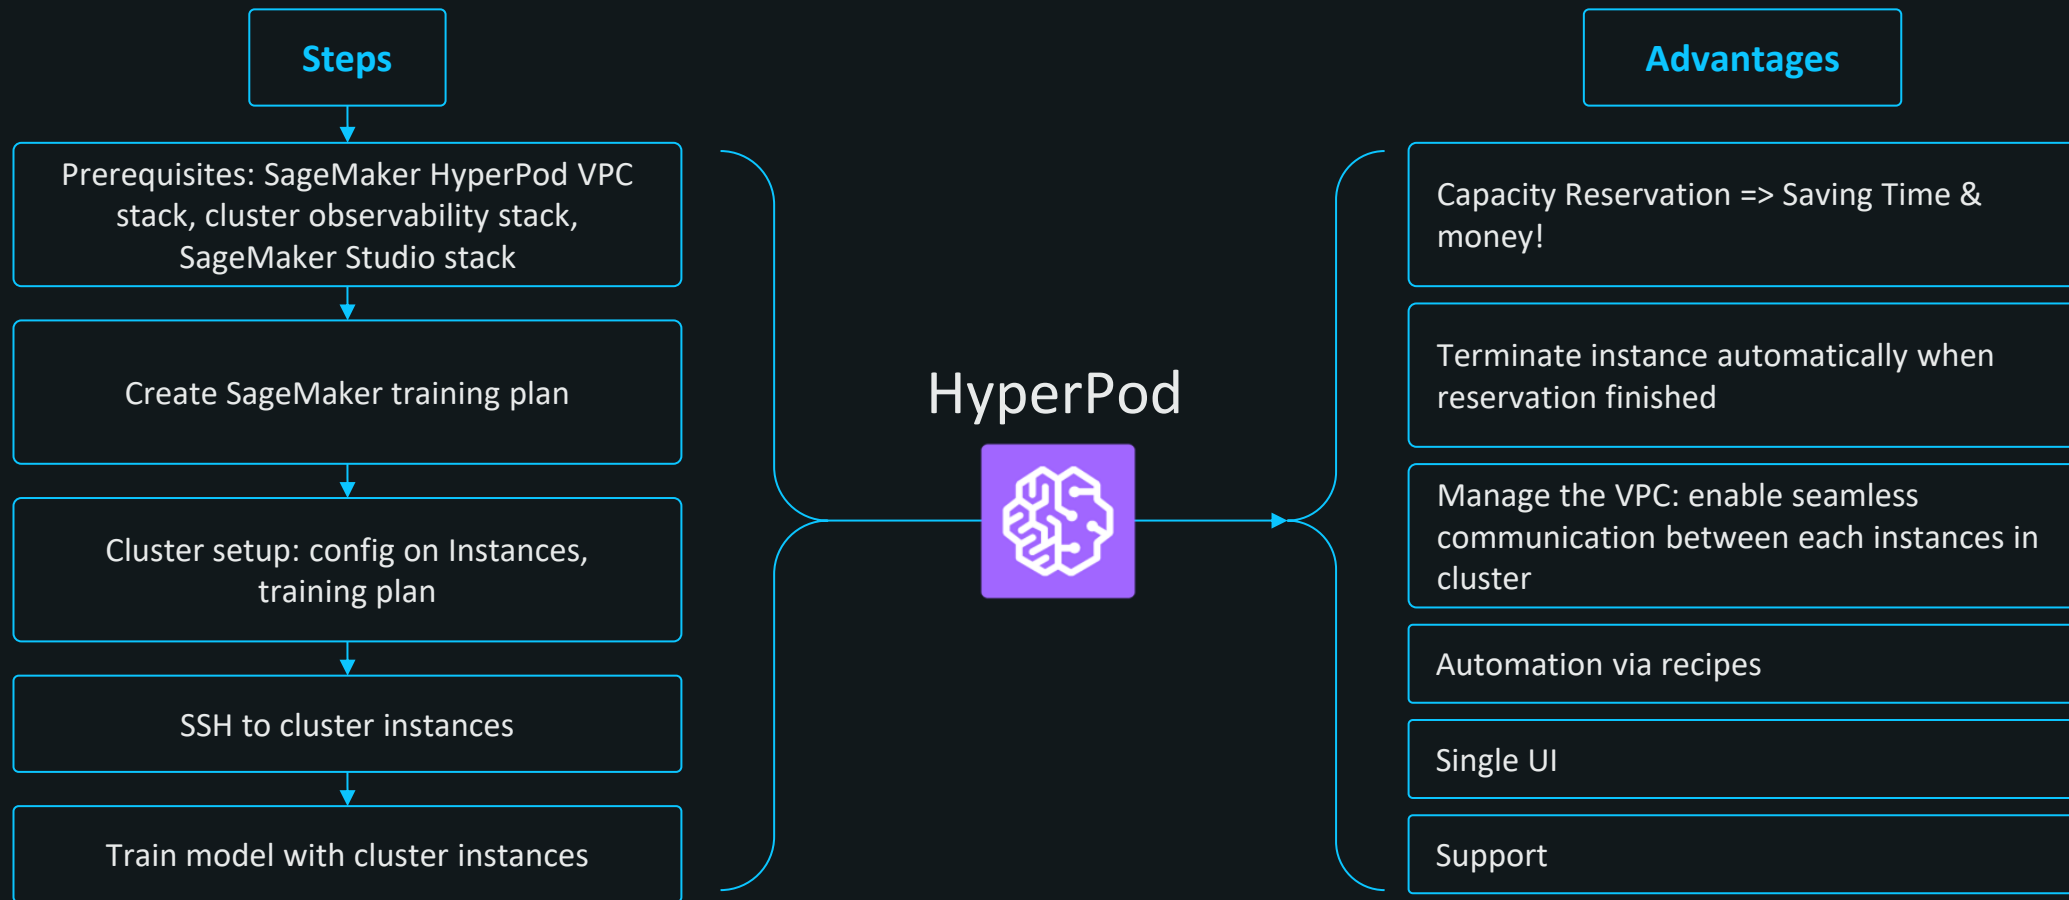 Steps
Prerequisites: SageMaker HyperPod VPC
stack, cluster observability stack,
SageMaker Studio stack
Create SageMaker training plan
Cluster setup: config on Instances,
training plan
SSH to cluster instances
Train model with cluster instances
HyperPod
Advantages
Capacity Reservation => Saving Time &
money!
Terminate instance automatically when
reservation finished
Manage the VPC: enable seamless
communication between each instances in
cluster
Automation via recipes
Single UI
Support